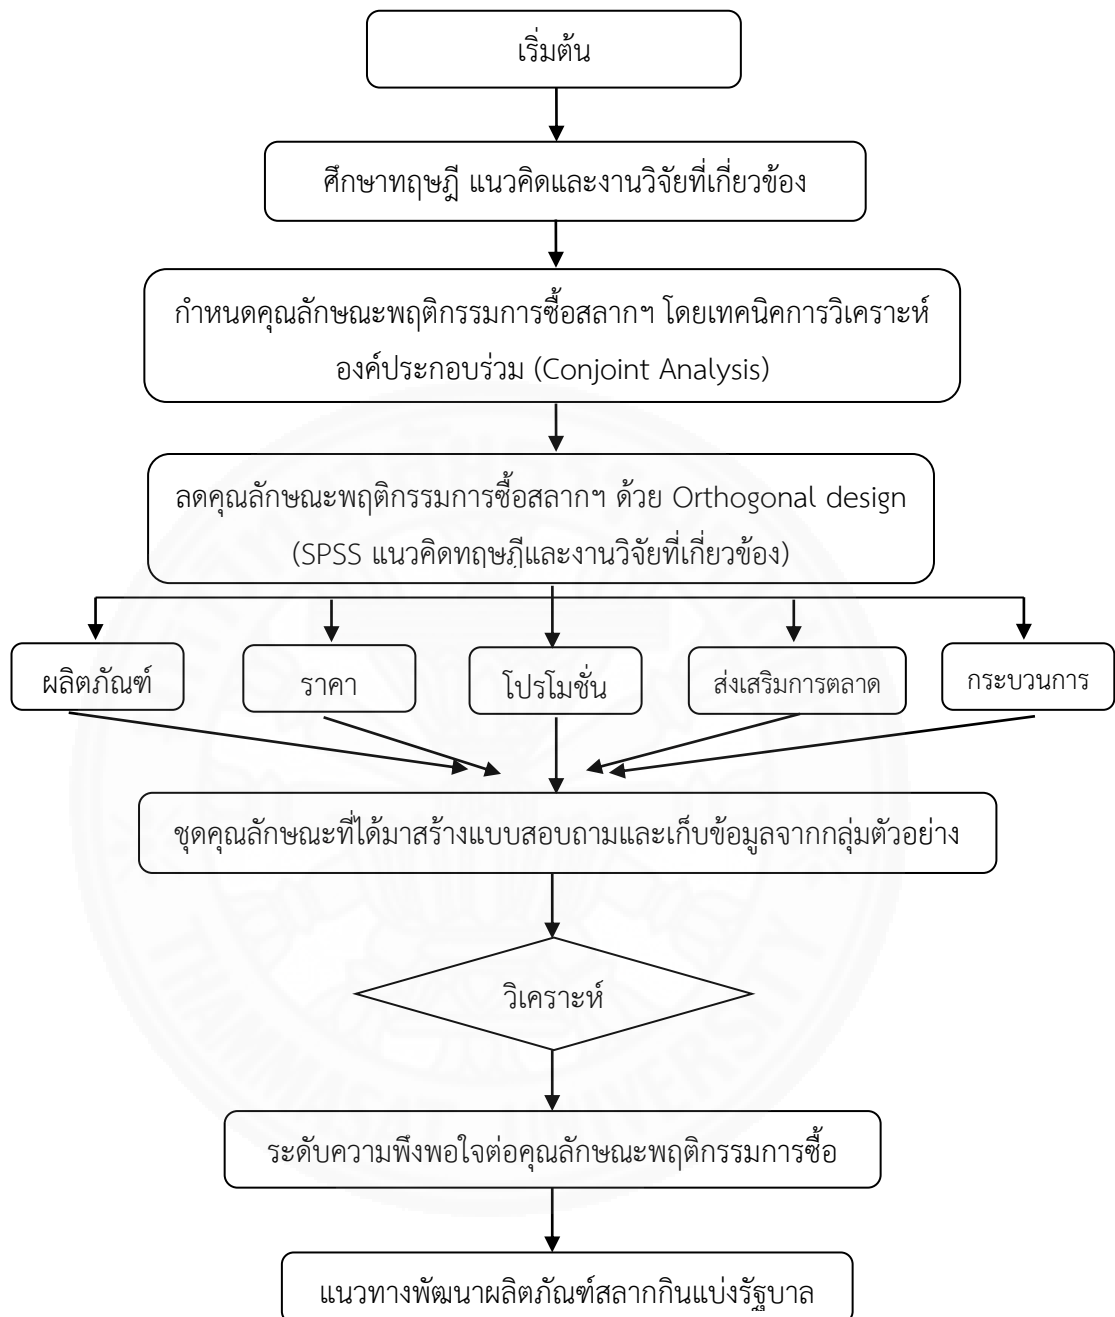 เริ่มต้น
ศึกษาทฤษฎี แนวคิดและงานวิจัยที่เกี่ยวข้อง
กำหนดคุณลักษณะพฤติกรรมการซื้อสลากฯ โดยเทคนิคการวิเคราะห์
องค์ประกอบร่วม (Conjoint Analysis)
ลดคุณลักษณะพฤติกรรมการซื้อสลากฯ ด้วย Orthogonal design
(SPSS แนวคิดทฤษฎีและงานวิจัยที่เกี่ยวข้อง)
ผลิตภัณฑ์
ราคา
โปรโมชั่น
ส่งเสริมการตลาด
กระบวนการ
ชุดคุณลักษณะที่ได้มาสร้างแบบสอบถามและเก็บข้อมูลจากกลุ่มตัวอย่าง
วิเคราะห์
ระดับความพึงพอใจต่อคุณลักษณะพฤติกรรมการซื้อ
แนวทางพัฒนาผลิตภัณฑ์สลากกินแบ่งรัฐบาล
THAMMASAT UNIVERSITY